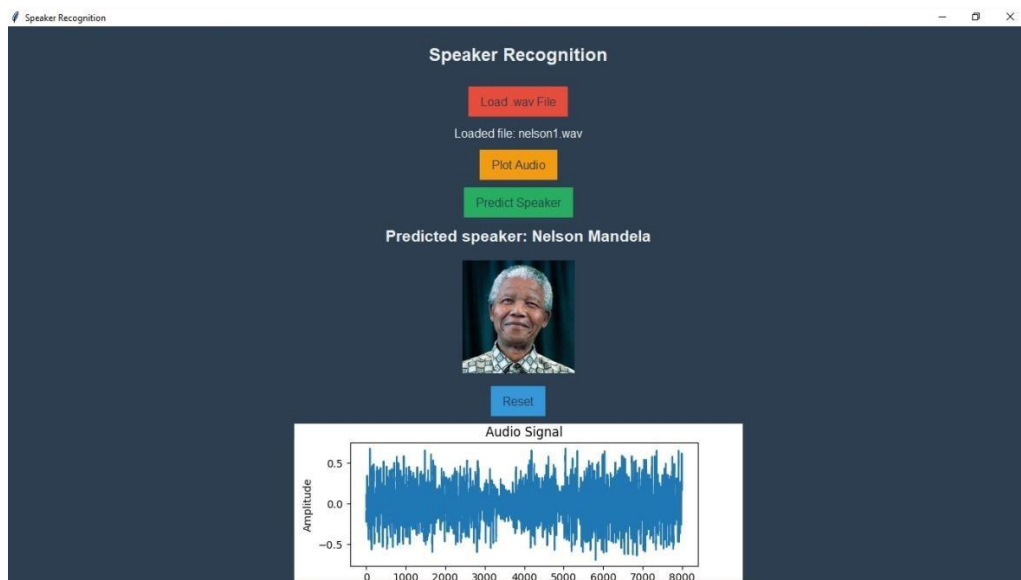 Speaker Recognition
Speaker Recognition
Load .wav File
Loaded file: nelson1.wav
Plot Audio
Predict Speaker
Predicted speaker: Nelson Mandela
Reset
Audio Signal
0.5
0.0
−0.5
Amplitude
0 1000 2000 3000 4000 5000 6000 7000 8000